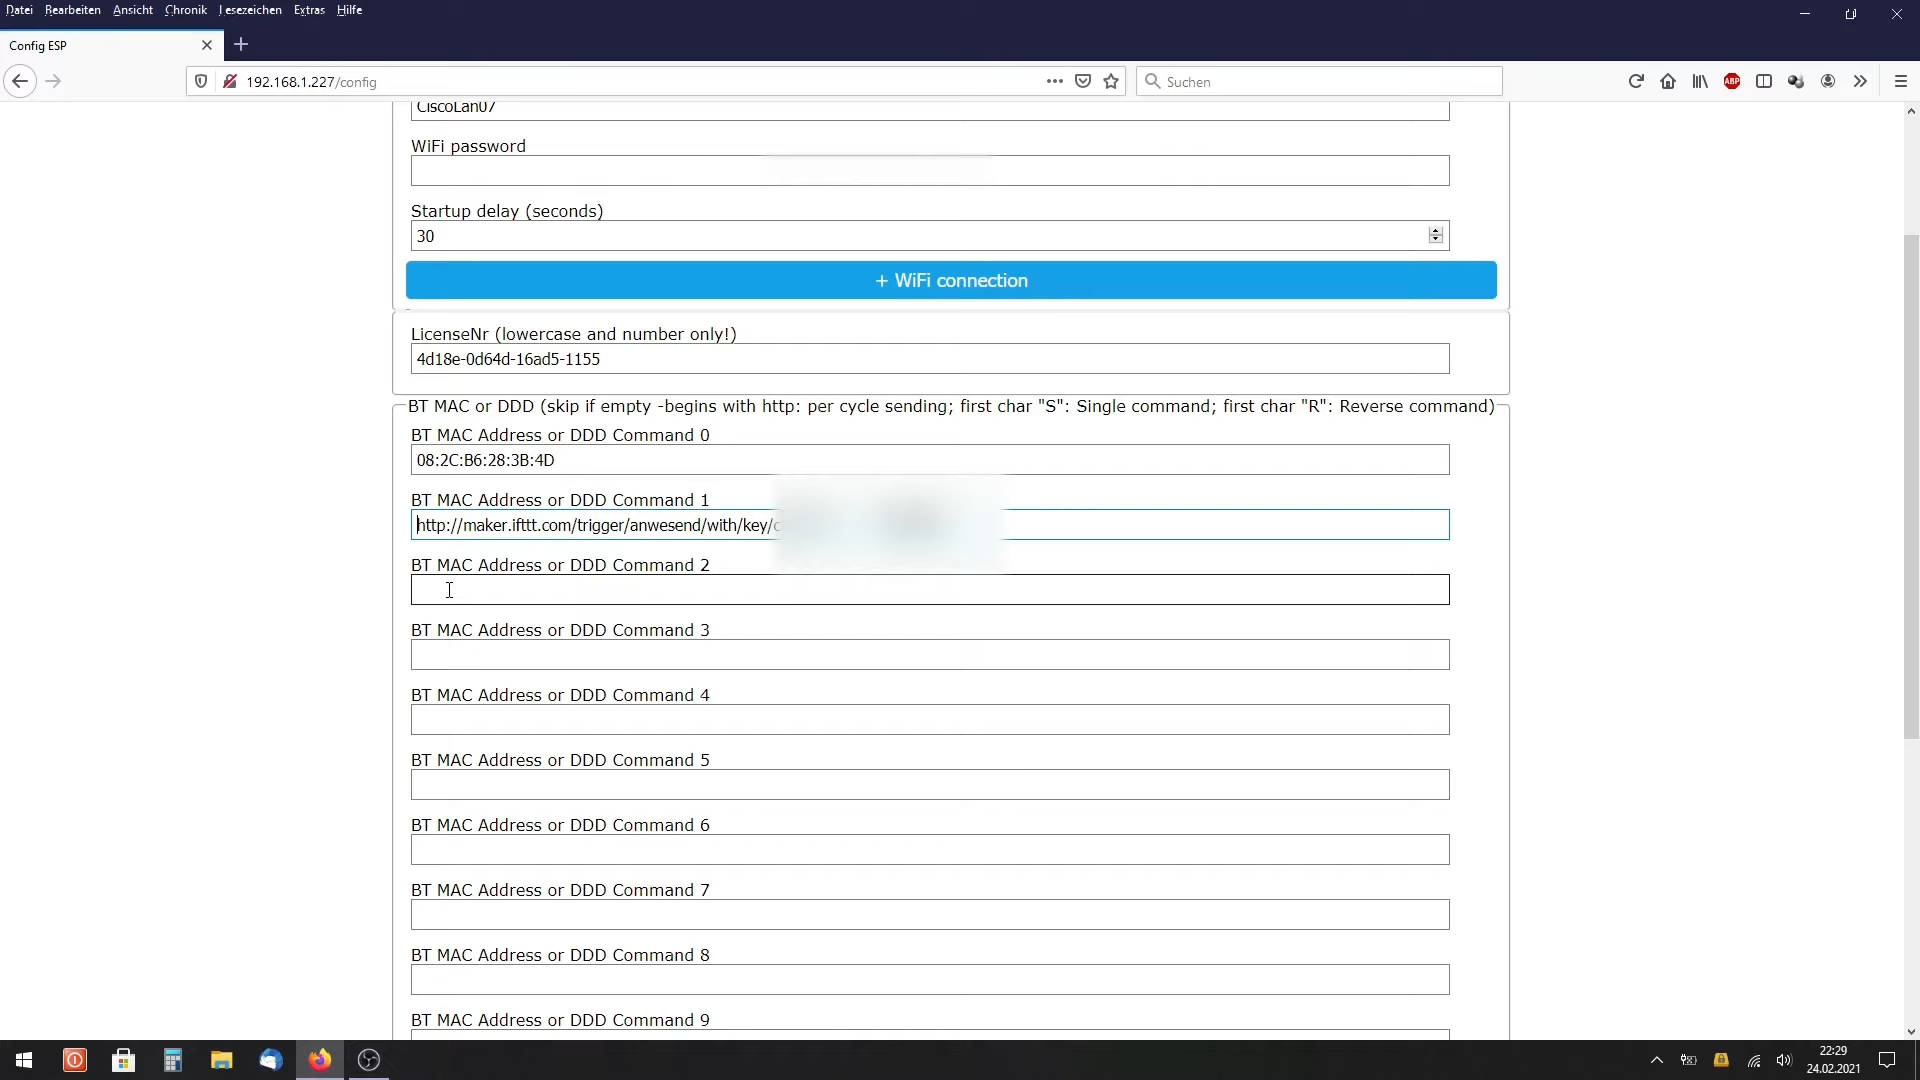 Datei Bearbeiten Ansicht Chronik Lesezeichen Extras Hilfe
Config ESP
192.168.1.227/config
Suchen
ABP
CiscoLan07
WiFi password
Startup delay (seconds)
30
+ WiFi connection
LicenseNr (lowercase and number only!)
4d18e-0d64d-16ad5-1155
BT MAC or DDD (skip if empty -begins with http: per cycle sending; first char "S": Single command; first char "R": Reverse command)
BT MAC Address or DDD Command 0
08:2C:B6:28:3B:4D
BT MAC Address or DDD Command 1
http://maker.ifttt.com/trigger/anwesend/with/key/
BT MAC Address or DDD Command 2
BT MAC Address or DDD Command 3
BT MAC Address or DDD Command 4
BT MAC Address or DDD Command 5
BT MAC Address or DDD Command 6
BT MAC Address or DDD Command 7
BT MAC Address or DDD Command 8
BT MAC Address or DDD Command 9
22:29
24.02.2021